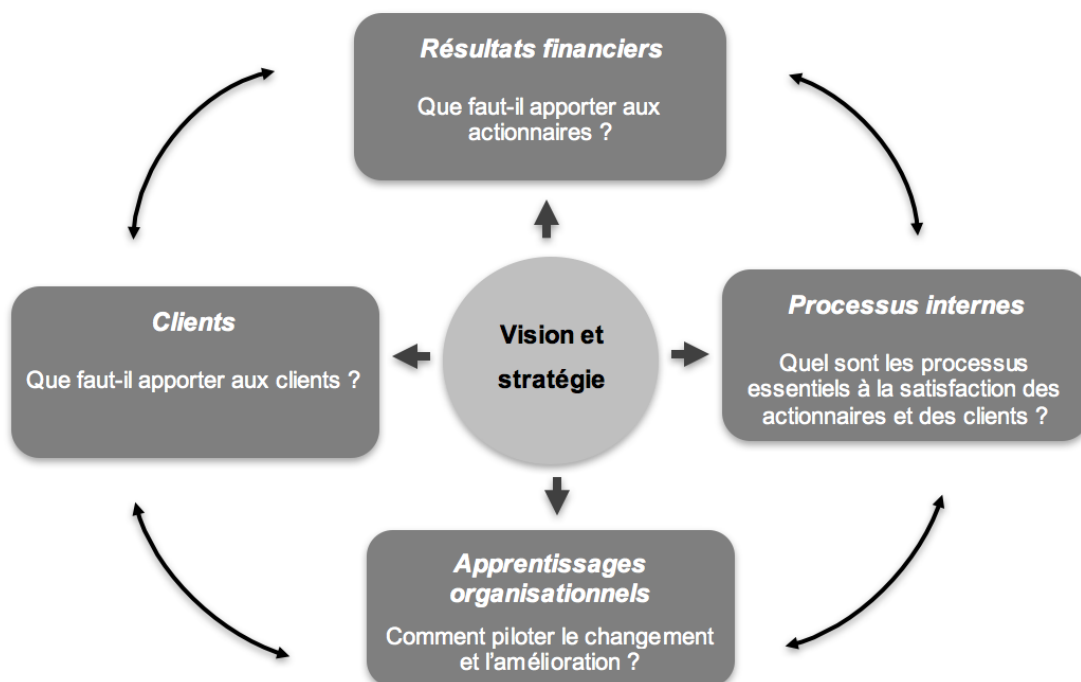 Résultats financiers
Que faut-il apporter aux
actionnaires ?
Clients
Que faut-il apporter aux clients ?
Vision et
stratégie
Processus internes
Quel sont les processus
essentiels à la satisfaction des
actionnaires et des clients ?
Apprentissages
organisationnels
Comment piloter le changement
et l'amélioration ?